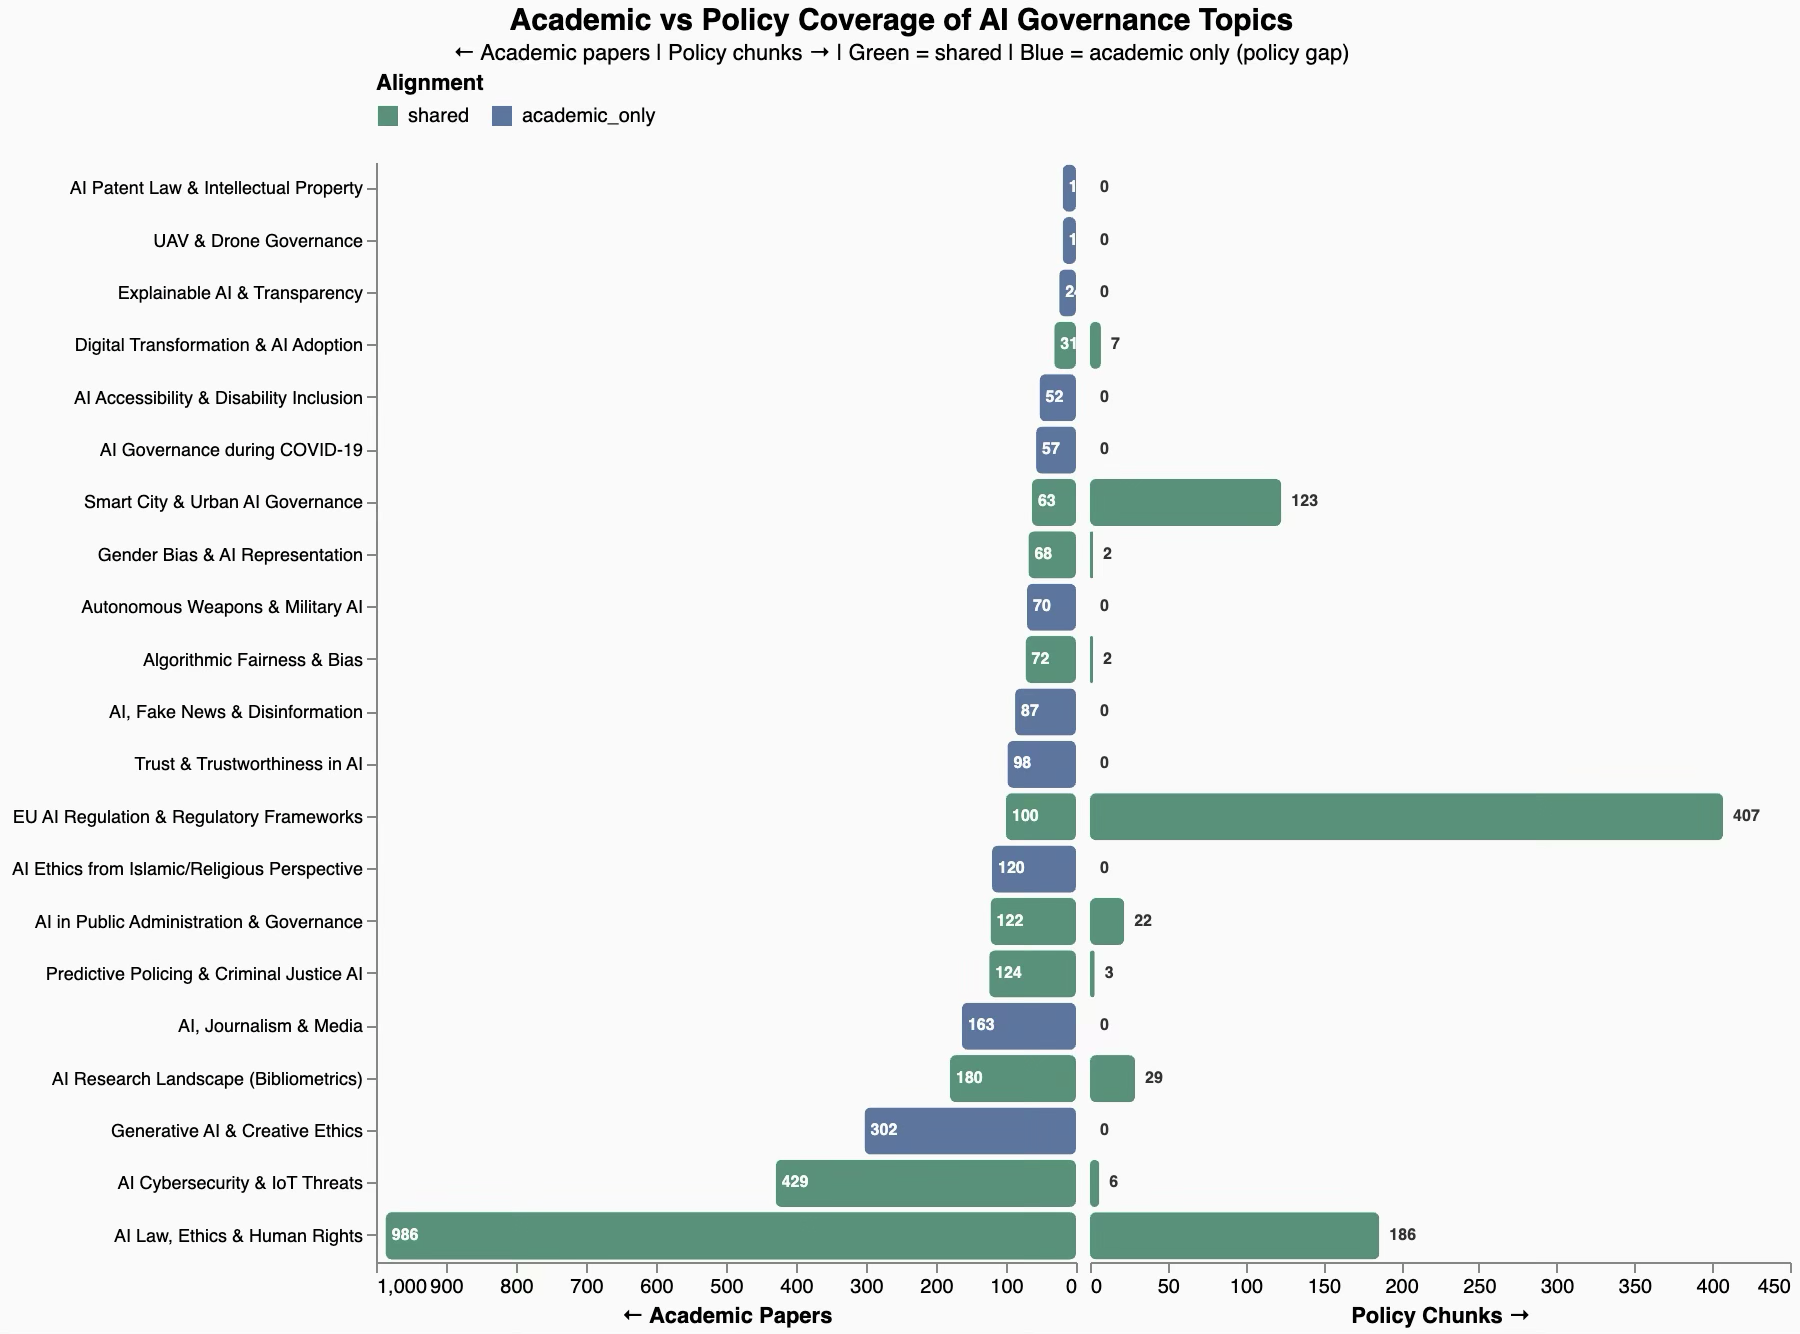 Academic vs Policy Coverage of AI Governance Topics
← Academic papers | Policy chunks → | Green = shared | Blue = academic only (policy gap)
Alignment
shared academic_only
AI Patent Law & Intellectual Property 0
UAV & Drone Governance 0
Explainable AI & Transparency 0
Digital Transformation & AI Adoption 31 7
AI Accessibility & Disability Inclusion 52 0
AI Governance during COVID-19 57 0
Smart City & Urban AI Governance 63 123
Gender Bias & AI Representation 68 2
Autonomous Weapons & Military AI 70 0
Algorithmic Fairness & Bias 72 2
AI, Fake News & Disinformation 87 0
Trust & Trustworthiness in AI 98 0
EU AI Regulation & Regulatory Frameworks 100 407
AI Ethics from Islamic/Religious Perspective 120 0
AI in Public Administration & Governance 122 22
Predictive Policing & Criminal Justice AI 124 3
AI, Journalism & Media 163 0
AI Research Landscape (Bibliometrics) 180 29
Generative AI & Creative Ethics 302 0
AI Cybersecurity & IoT Threats 429 6
AI Law, Ethics & Human Rights 986 186
1,000 900 800 700 600 500 400 300 200 100 0 0 50 100 150 200 250 300 350 400 450
← Academic Papers Policy Chunks →